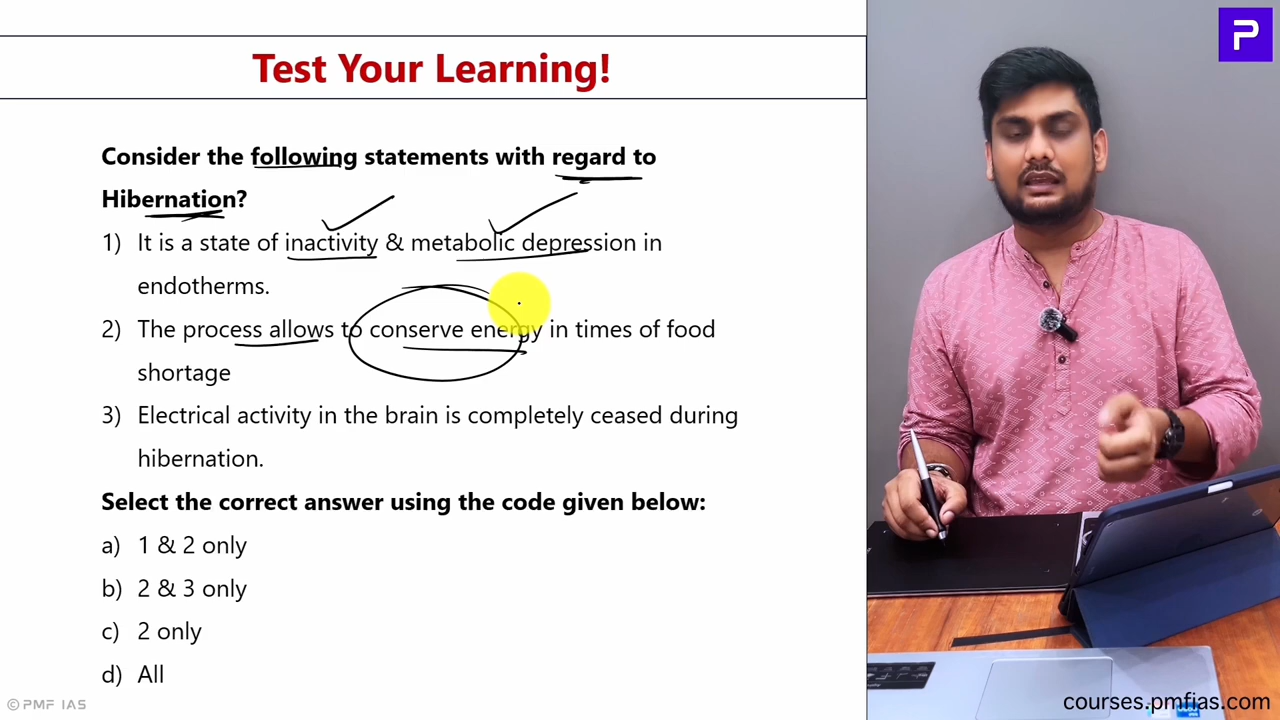 Test Your Learning!
Consider the following statements with regard to
Hibernation?
1) It is a state of inactivity & metabolic depression in
endotherms.
2) The process allows to conserve energy in times of food
shortage
3) Electrical activity in the brain is completely ceased during
hibernation.
Select the correct answer using the code given below:
a) 1 & 2 only
b) 2 & 3 only
c) 2 only
d) All
© PMF IAS
P
courses.pmfias.com